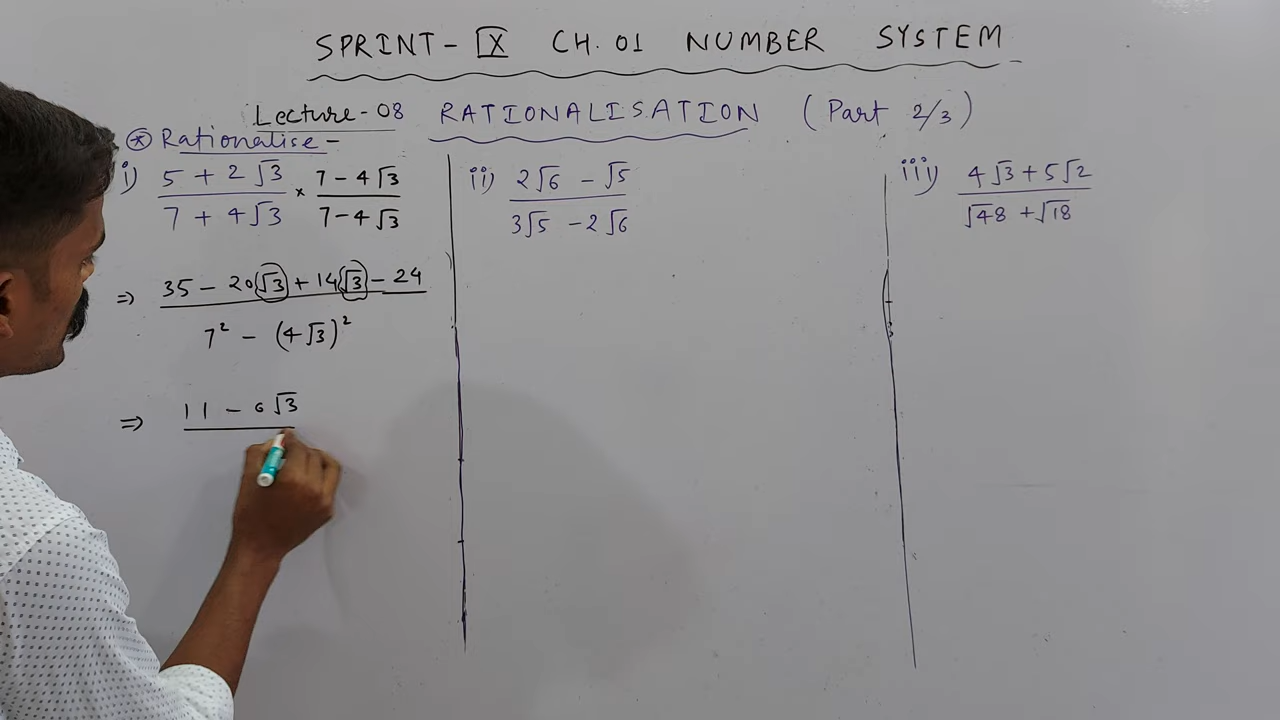 SPRINT-IX CH.01 NUMBER SYSTEM
Lecture-08 RATIONALISATION (Part 2/3)
⊛ Rationalise-
i) 5 + 2√3 / 7 + 4√3 × 7 - 4√3 / 7 - 4√3
⇒ 35 - 20√3 + 14√3 - 24 / 7² - (4√3)²
⇒ 11 - 6√3
ii) 2√6 - √5 / 3√5 - 2√6
iii) 4√3 + 5√2 / √48 + √18